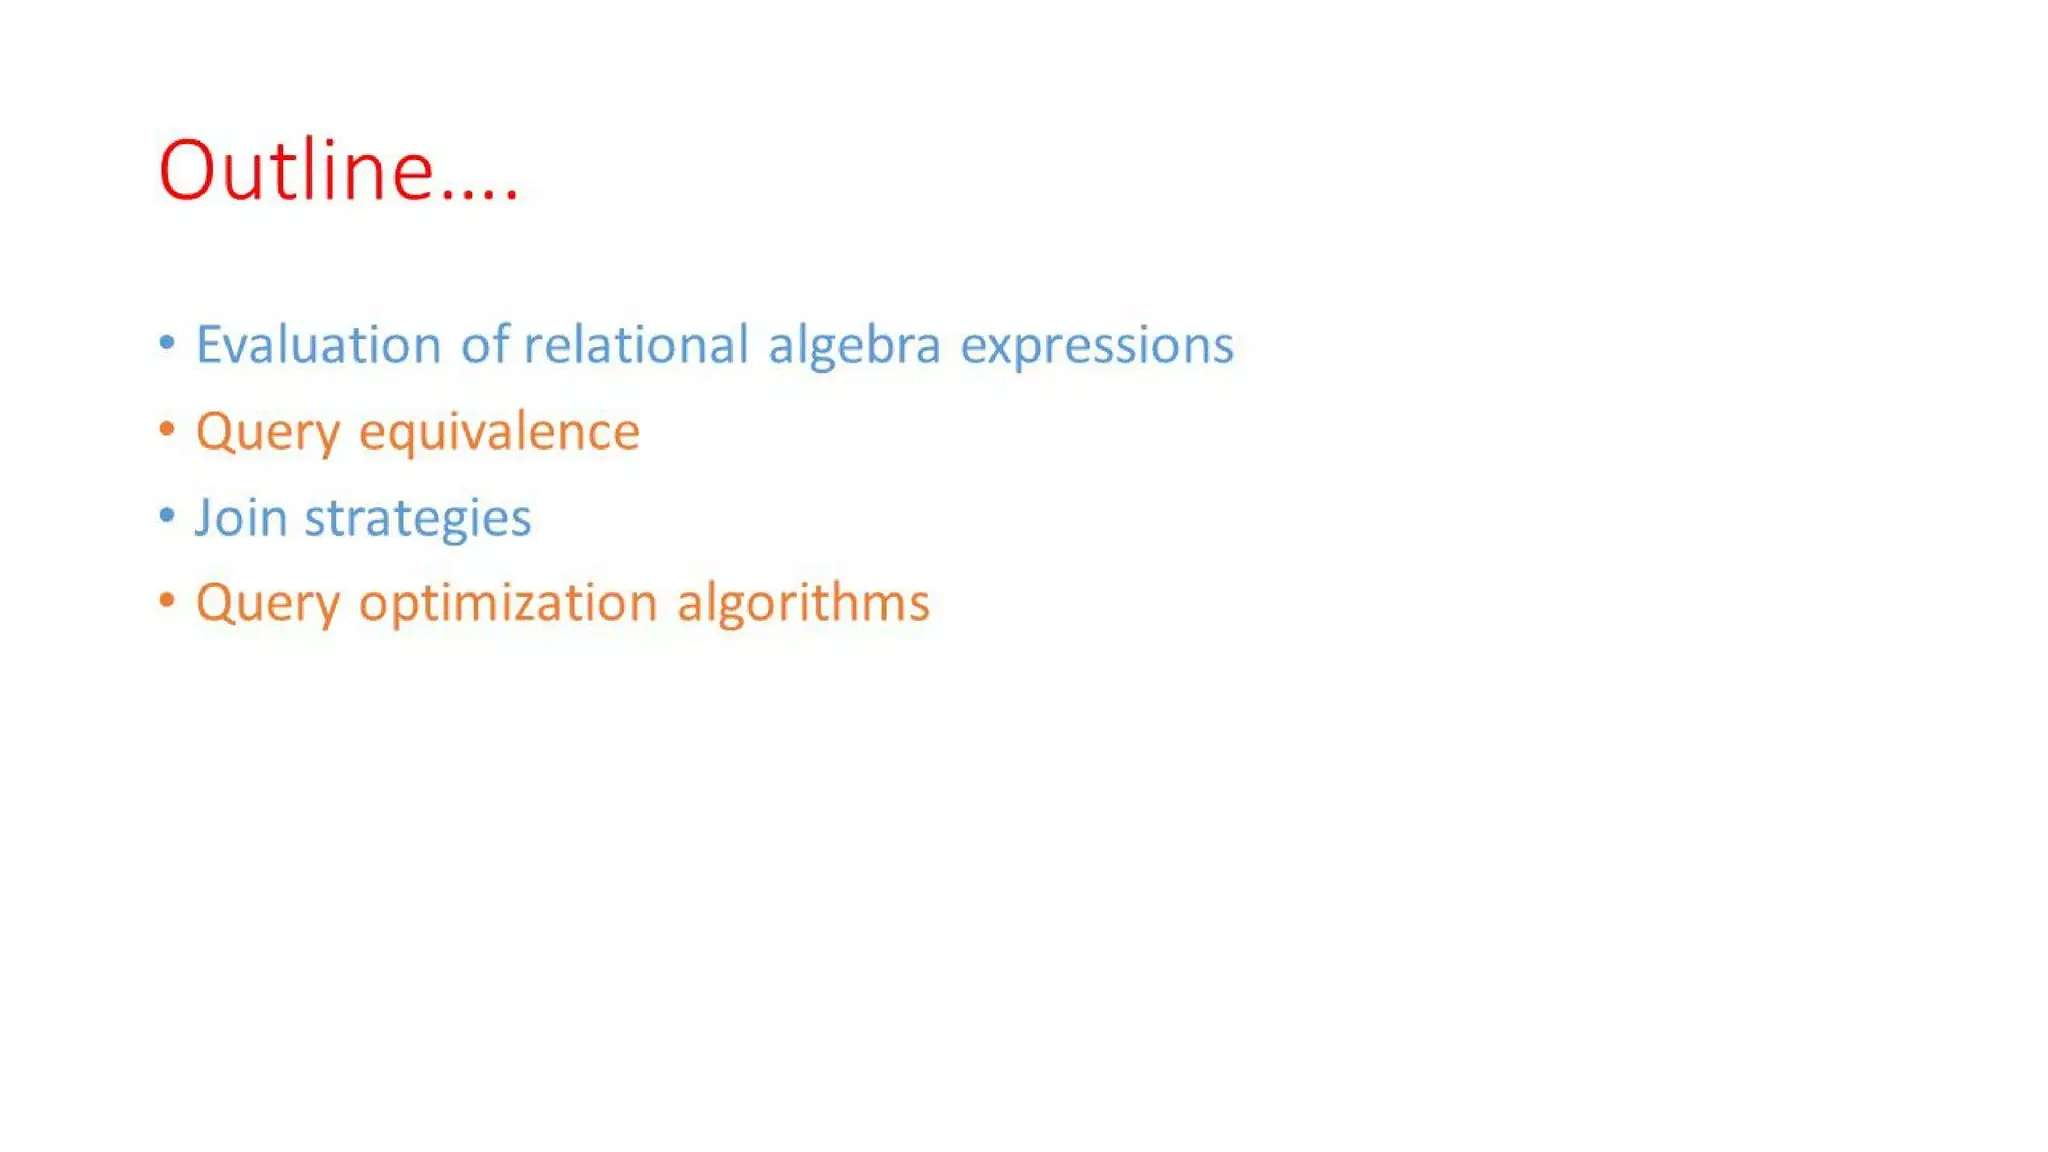 Outline....
• Evaluation of relational algebra expressions
• Query equivalence
• Join strategies
• Query optimization algorithms